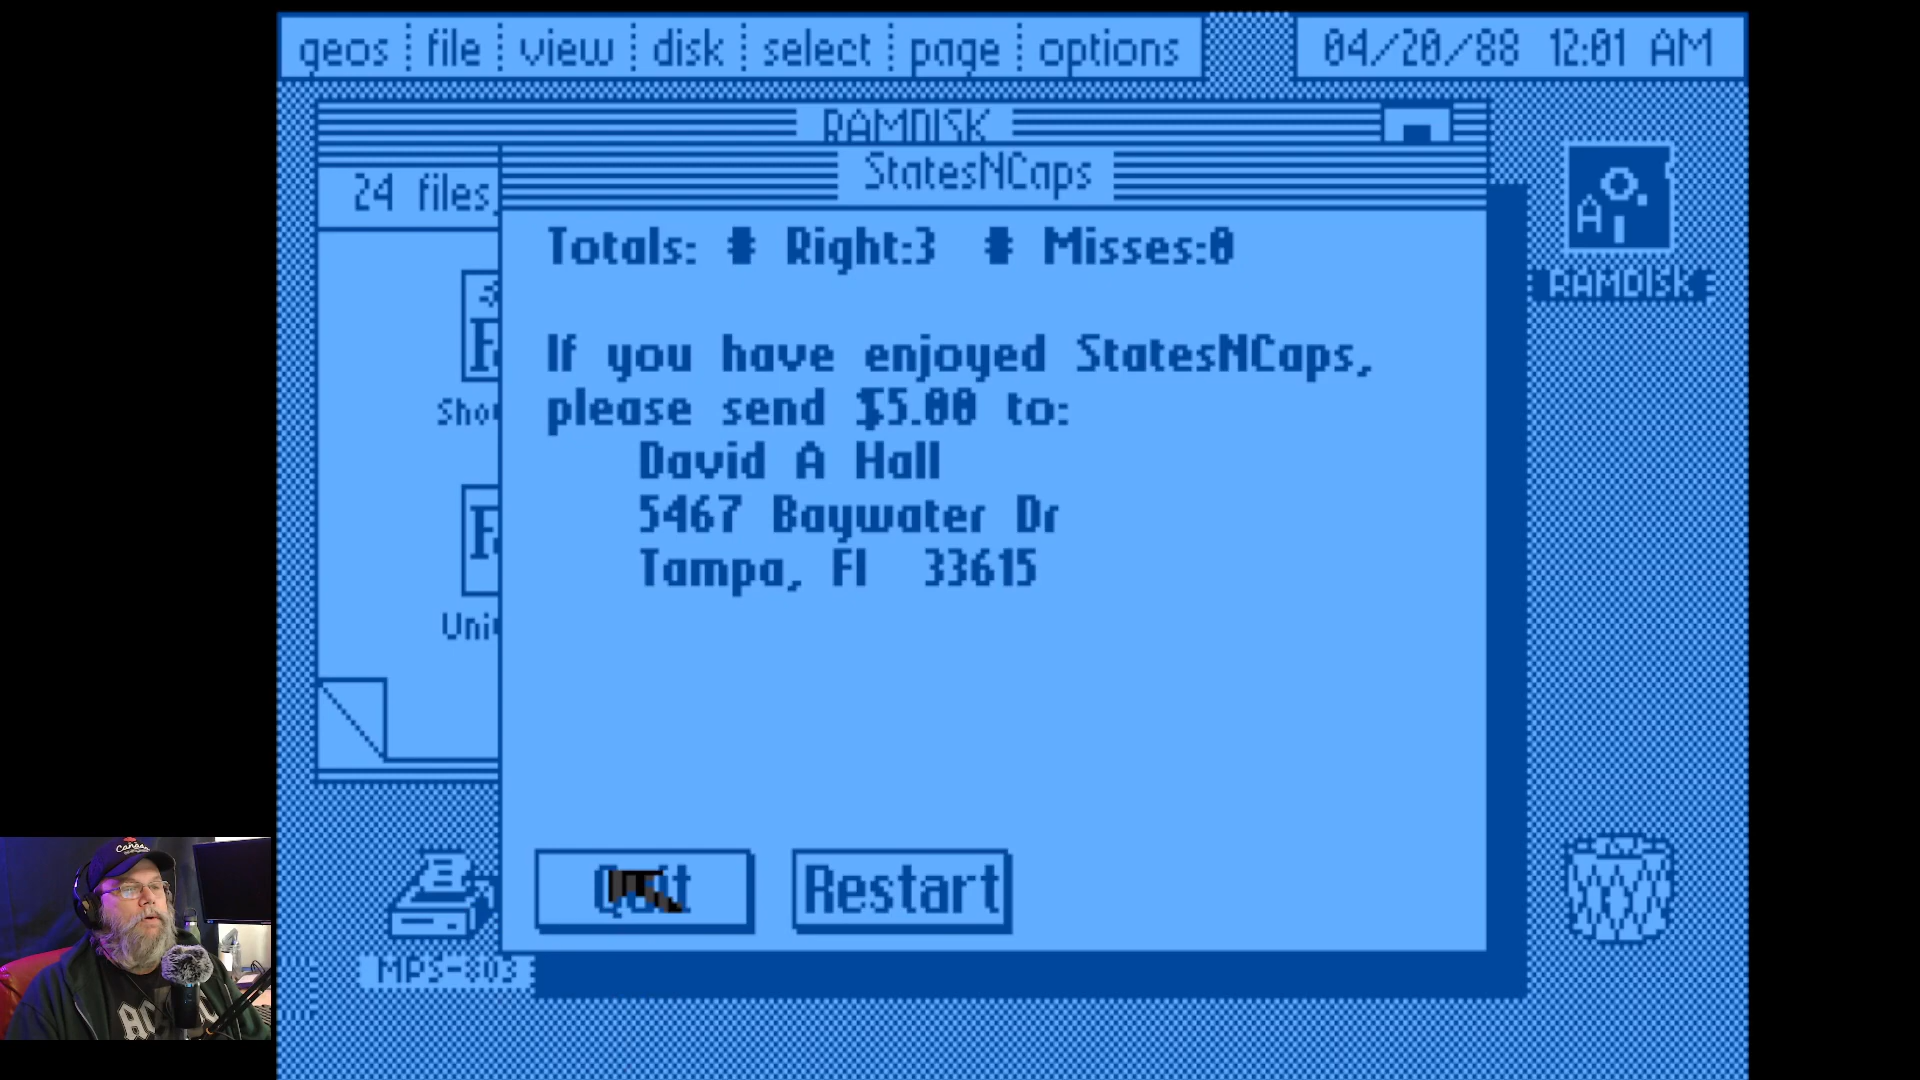 geos file view disk select page options
04/20/88 12:01 AM
RAMDISK
StatesNCaps
24 files,
Totals: # Right:3 # Misses:0
RAMDISK
If you have enjoyed StatesNCaps,
please send $5.00 to:
David A Hall
5467 Baywater Dr
Tampa, Fl 33615
Quit
Restart
MPS-803